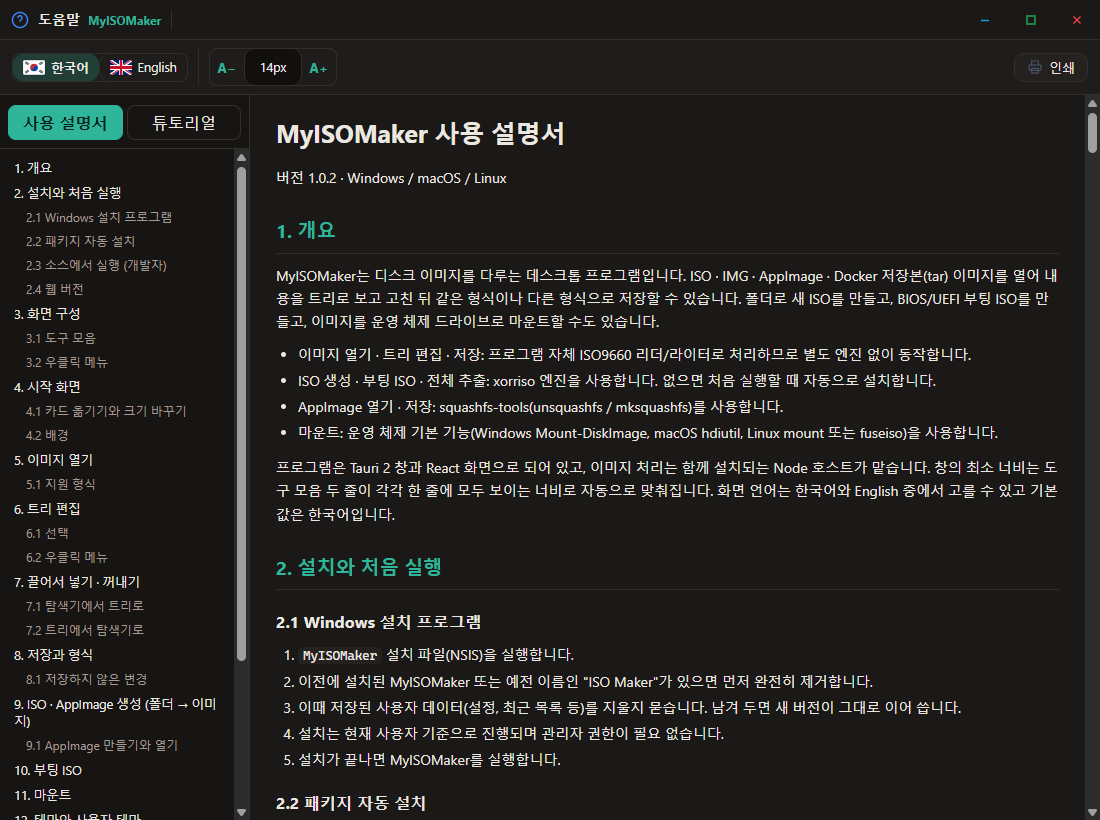 도움말 MyISOMaker
한국어 English A− 14px A+ 인쇄
사용 설명서 튜토리얼
1. 개요
2. 설치와 처음 실행
2.1 Windows 설치 프로그램
2.2 패키지 자동 설치
2.3 소스에서 실행 (개발자)
2.4 웹 버전
3. 화면 구성
3.1 도구 모음
3.2 우클릭 메뉴
4. 시작 화면
4.1 카드 옮기기와 크기 바꾸기
4.2 배경
5. 이미지 열기
5.1 지원 형식
6. 트리 편집
6.1 선택
6.2 우클릭 메뉴
7. 끌어서 넣기 · 꺼내기
7.1 탐색기에서 트리로
7.2 트리에서 탐색기로
8. 저장과 형식
8.1 저장하지 않은 변경
9. ISO · AppImage 생성 (폴더 → 이미
지)
9.1 AppImage 만들기와 열기
10. 부팅 ISO
11. 마운트
12. 테마와 사용자 테마
MyISOMaker 사용 설명서
버전 1.0.2 · Windows / macOS / Linux
1. 개요
MyISOMaker는 디스크 이미지를 다루는 데스크톱 프로그램입니다. ISO · IMG · AppImage · Docker 저장본(tar) 이미지를 열어 내
용을 트리로 보고 고친 뒤 같은 형식이나 다른 형식으로 저장할 수 있습니다. 폴더로 새 ISO를 만들고, BIOS/UEFI 부팅 ISO를 만
들고, 이미지를 운영 체제 드라이브로 마운트할 수도 있습니다.
• 이미지 열기 · 트리 편집 · 저장: 프로그램 자체 ISO9660 리더/라이터로 처리하므로 별도 엔진 없이 동작합니다.
• ISO 생성 · 부팅 ISO · 전체 추출: xorriso 엔진을 사용합니다. 없으면 처음 실행할 때 자동으로 설치합니다.
• AppImage 열기 · 저장: squashfs-tools(unsquashfs / mksquashfs)를 사용합니다.
• 마운트: 운영 체제 기본 기능(Windows Mount-DiskImage, macOS hdiutil, Linux mount 또는 fuseiso)을 사용합니다.
프로그램은 Tauri 2 창과 React 화면으로 되어 있고, 이미지 처리는 함께 설치되는 Node 호스트가 맡습니다. 창의 최소 너비는 도
구 모음 두 줄이 각각 한 줄에 모두 보이는 너비로 자동으로 맞춰집니다. 화면 언어는 한국어와 English 중에서 고를 수 있고 기본
값은 한국어입니다.
2. 설치와 처음 실행
2.1 Windows 설치 프로그램
1. MyISOMaker 설치 파일(NSIS)을 실행합니다.
2. 이전에 설치된 MyISOMaker 또는 예전 이름인 "ISO Maker"가 있으면 먼저 완전히 제거합니다.
3. 이때 저장된 사용자 데이터(설정, 최근 목록 등)를 지울지 묻습니다. 남겨 두면 새 버전이 그대로 이어 씁니다.
4. 설치는 현재 사용자 기준으로 진행되며 관리자 권한이 필요 없습니다.
5. 설치가 끝나면 MyISOMaker를 실행합니다.
2.2 패키지 자동 설치